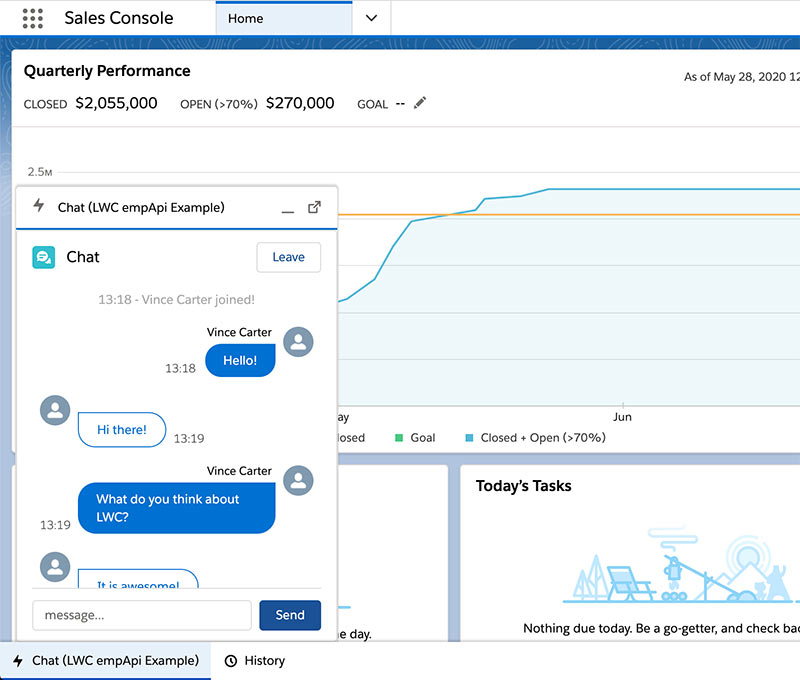 Sales Console
Home
Quarterly Performance
As of May 28, 2020 12
CLOSED $2,055,000 OPEN (>70%) $270,000 GOAL --
2.5M
Chat (LWC empApi Example)
Chat
Leave
13:18 - Vince Carter joined!
Vince Carter
Hello!
13:18
Hi there!
13:19
Vince Carter
What do you think about
LWC?
13:19
It is awesome!
message...
Send
ay
Jun
losed
Goal
Closed + Open (>70%)
Today's Tasks
e day.
Nothing due today. Be a go-getter, and check bac
Chat (LWC empApi Example)
History